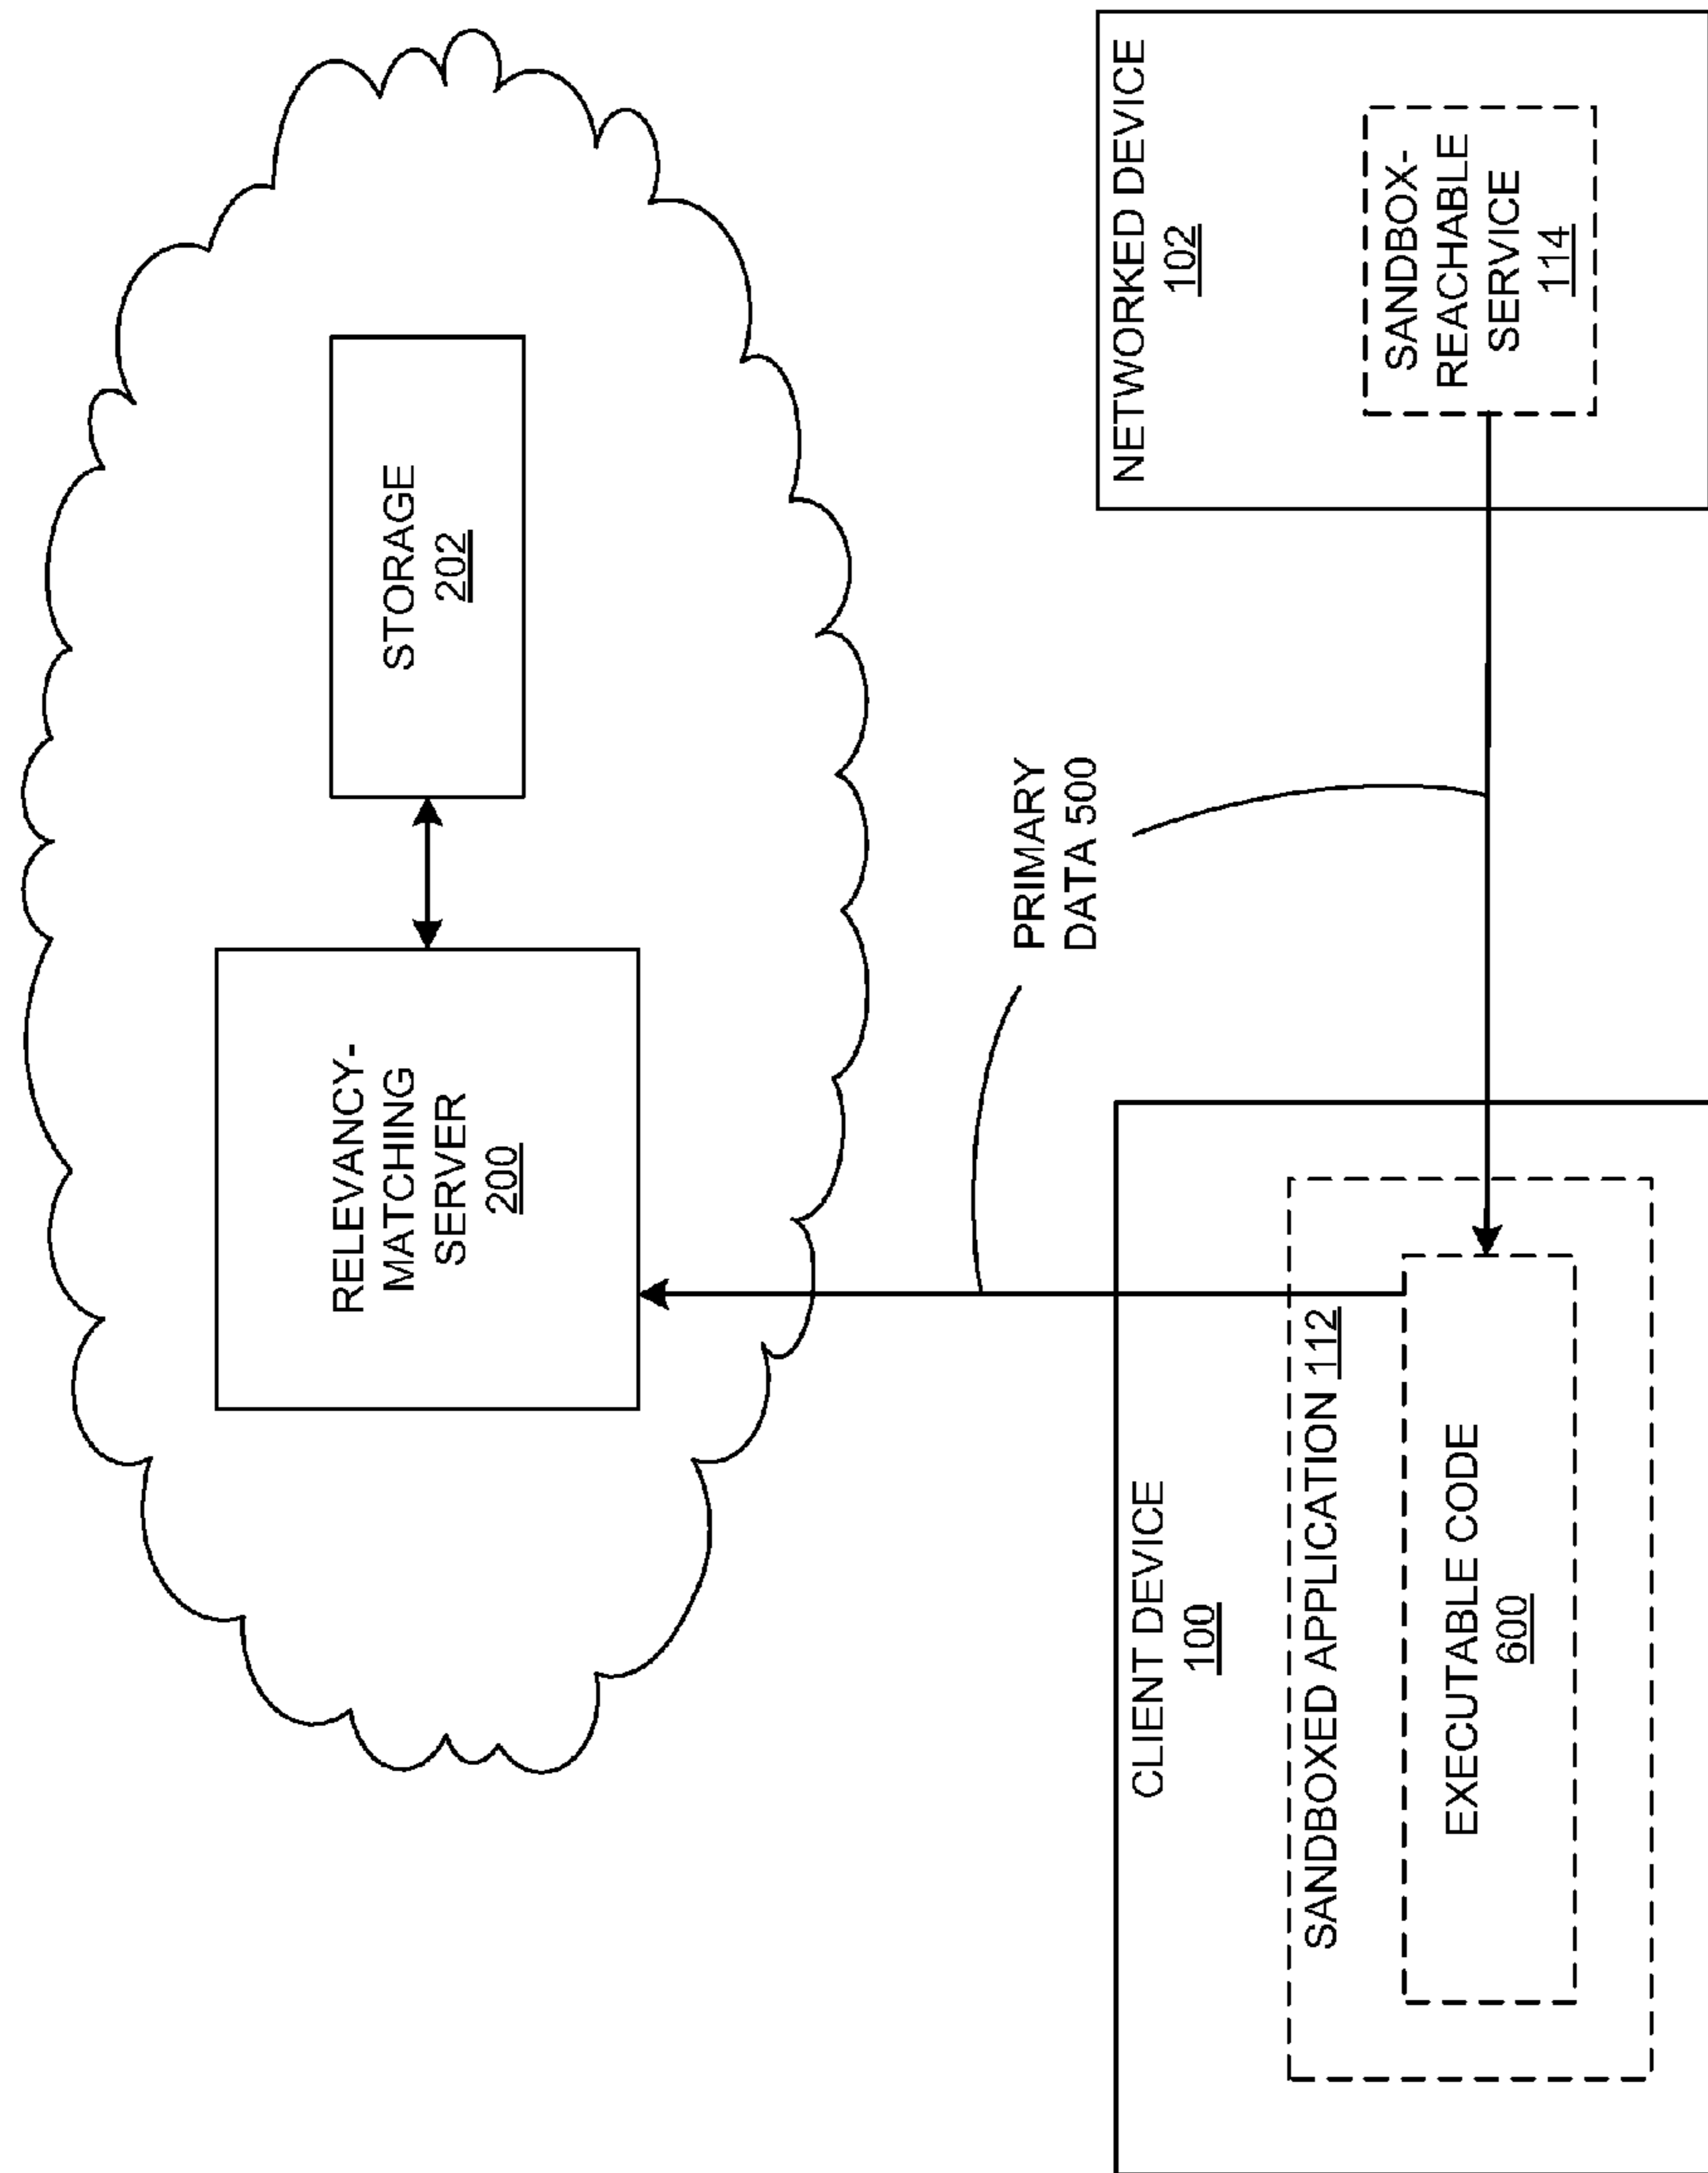 RELEVANCY-
MATCHING
SERVER
200
STORAGE
202
PRIMARY
DATA 500
CLIENT DEVICE
100
SANDBOXED APPLICATION 112
EXECUTABLE CODE
600
NETWORKED DEVICE
102
SANDBOX-
REACHABLE
SERVICE
114